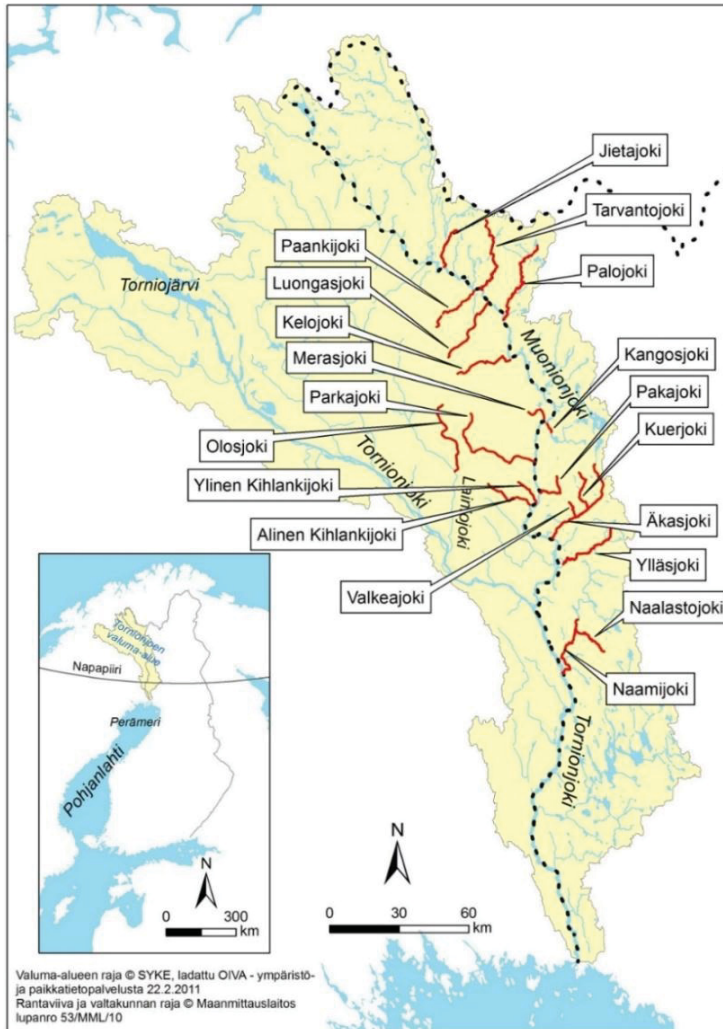 Jietajoki
Tarvantojoki
Paankijoki
Luongasjoki
Palojoki
Torniojärvi
Kelojoki
Merasjoki
Muonionjoki
Kangosjoki
Parkajoki
Pakajoki
Olosjoki
Kuerjoki
Tornionjoki
Lainiojoki
Ylinen Kihlankijoki
Alinen Kihlankijoki
Äkasjoki
Ylläsjoki
Valkeajoki
Naalastojoki
Naamijoki
Tornionjoki
Tornionjoen
valuma-alue
Napapiiri
Perämeri
Pohjanlahti
N
0 300
km
N
0 30 60
km
Valuma-alueen raja © SYKE, ladattu OIVA - ympäristö-
ja paikkatietopalvelusta 22.2.2011
Rantaviiva ja valtakunnan raja © Maanmittauslaitos
lupanro 53/MML/10